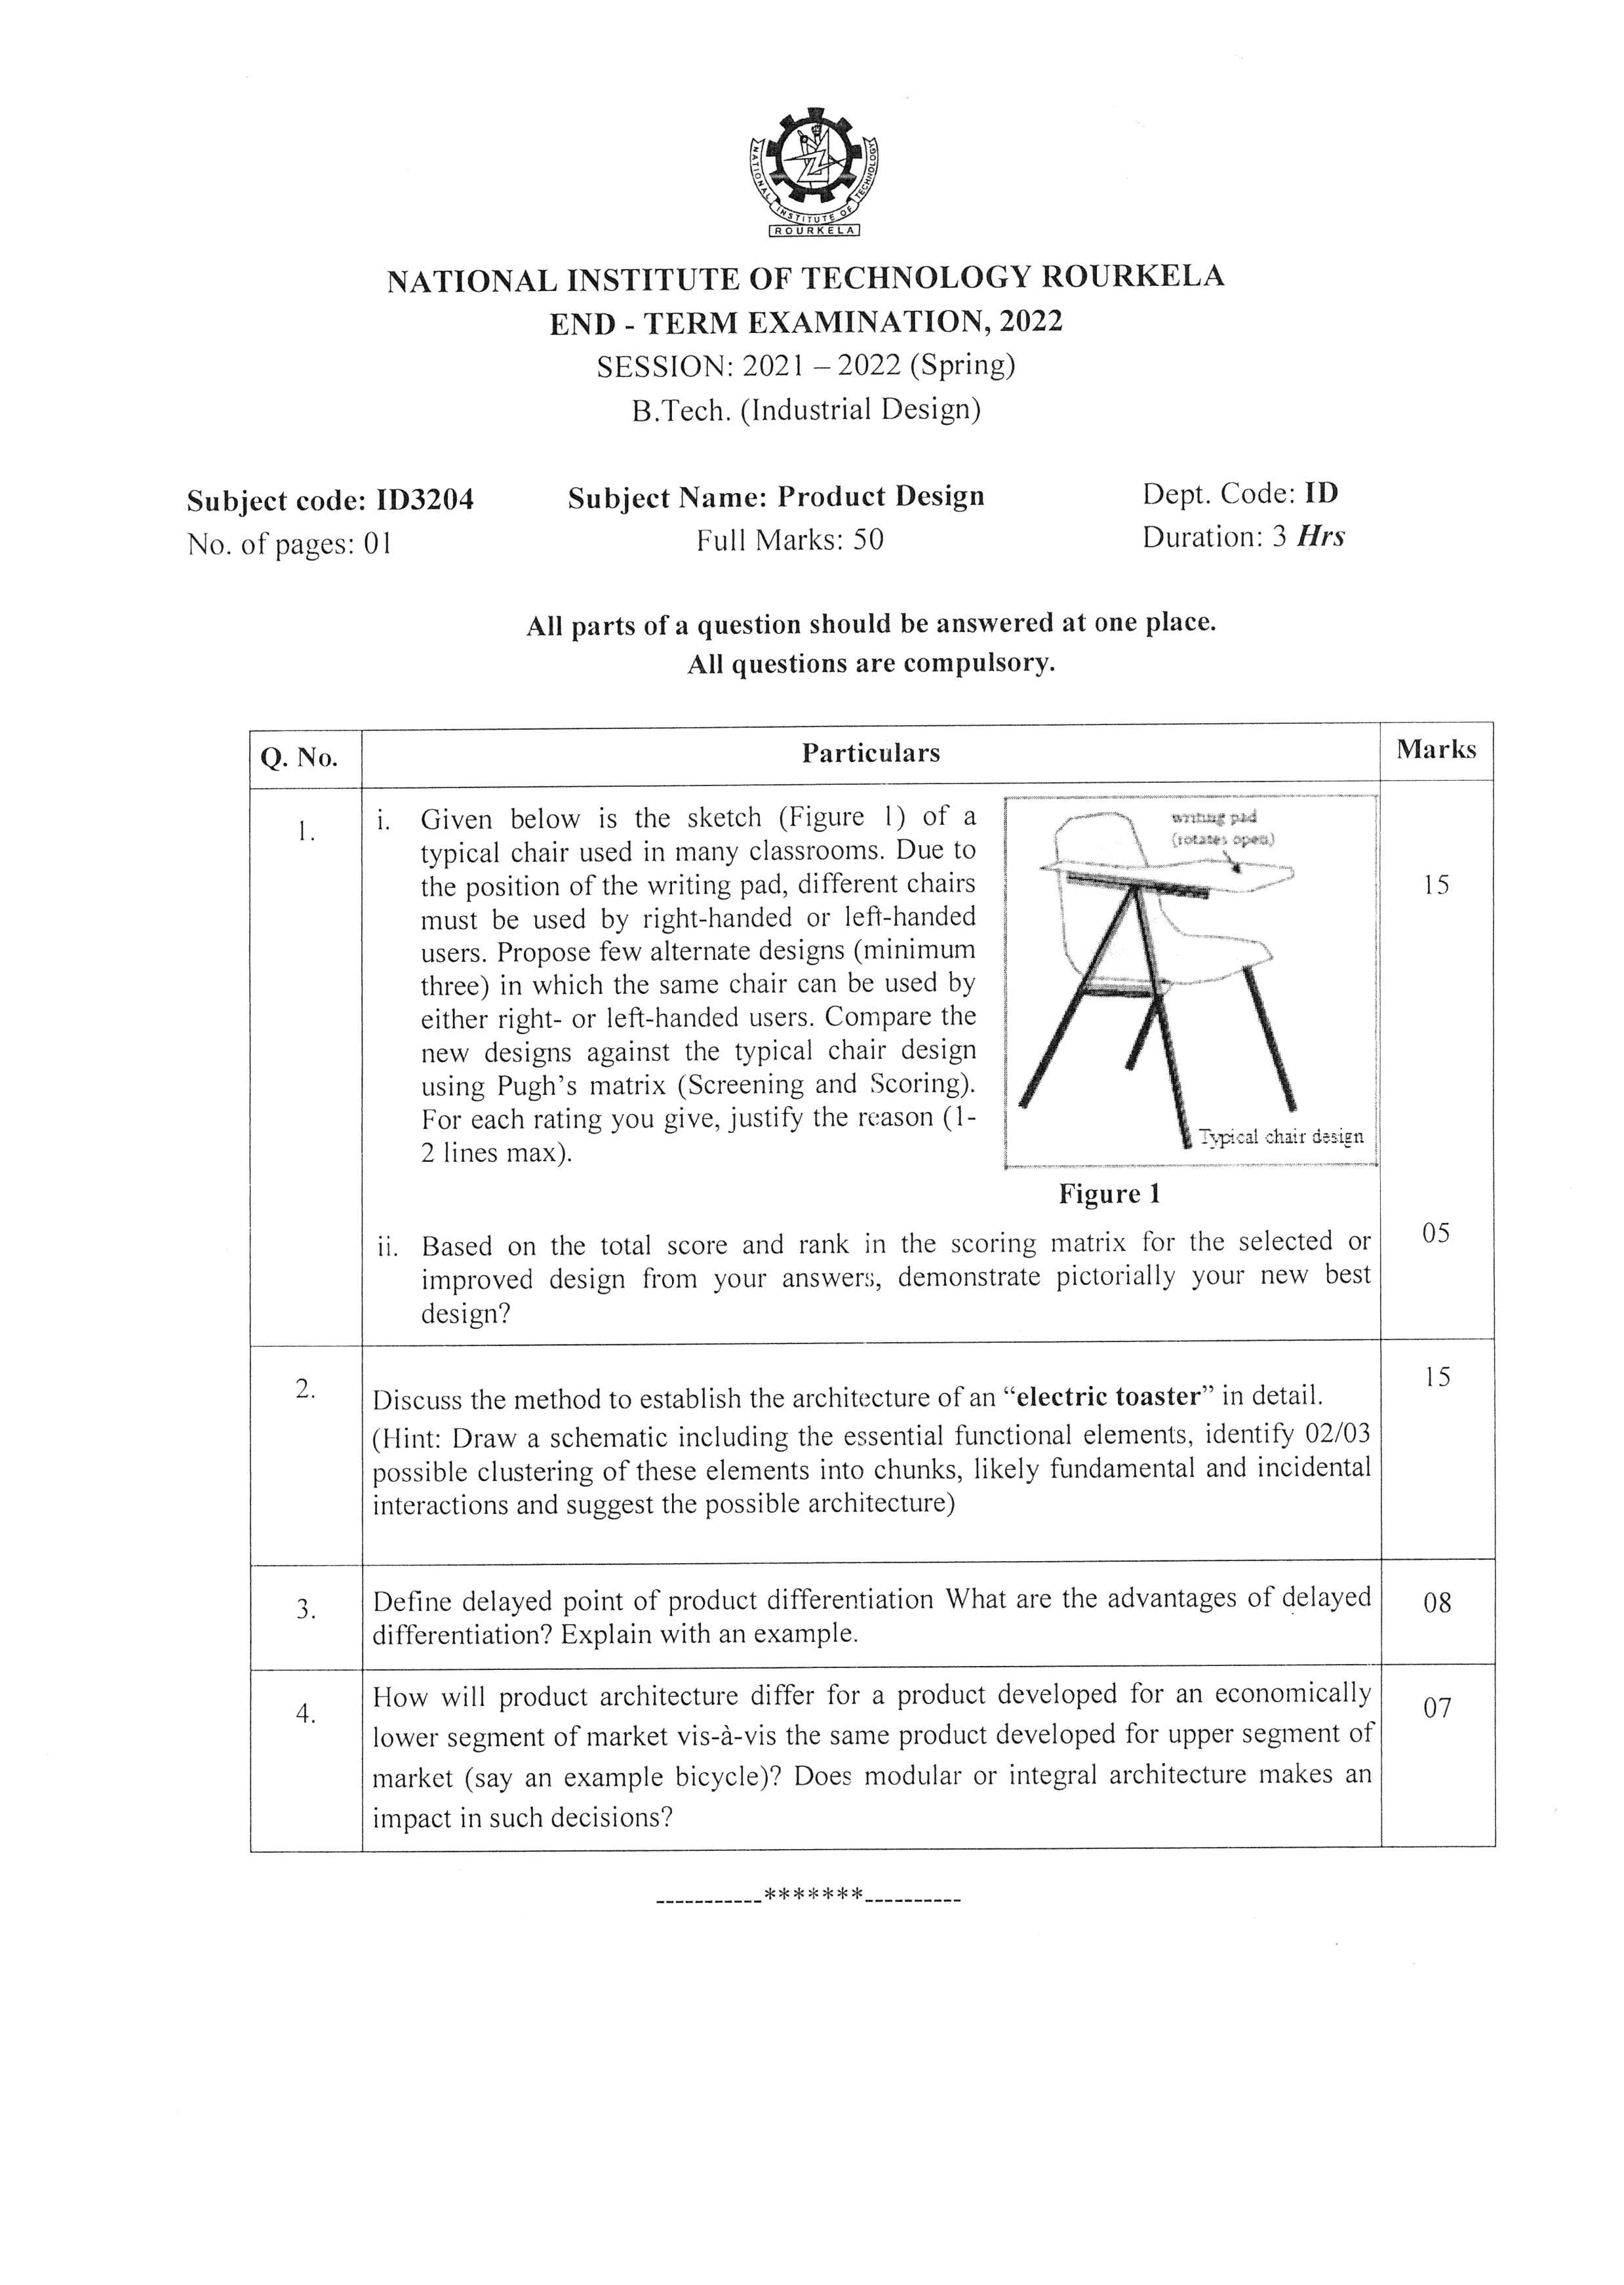 NATIONAL INSTITUTE OF TECHNOLOGY
ROURKELA
NATIONAL INSTITUTE OF TECHNOLOGY ROURKELA
END - TERM EXAMINATION, 2022
SESSION: 2021 – 2022 (Spring)
B.Tech. (Industrial Design)
Subject code: ID3204 Subject Name: Product Design Dept. Code: ID
No. of pages: 01 Full Marks: 50 Duration: 3 Hrs
All parts of a question should be answered at one place.
All questions are compulsory.
Q. No. Particulars Marks
1. i. Given below is the sketch (Figure 1) of a
typical chair used in many classrooms. Due to
the position of the writing pad, different chairs 15
must be used by right-handed or left-handed
users. Propose few alternate designs (minimum
three) in which the same chair can be used by
either right- or left-handed users. Compare the
new designs against the typical chair design
using Pugh's matrix (Screening and Scoring).
For each rating you give, justify the reason (1-
2 lines max).
writing pad
(rotates open)
Typical chair design
Figure 1
ii. Based on the total score and rank in the scoring matrix for the selected or 05
improved design from your answers, demonstrate pictorially your new best
design?
2. Discuss the method to establish the architecture of an “electric toaster” in detail. 15
(Hint: Draw a schematic including the essential functional elements, identify 02/03
possible clustering of these elements into chunks, likely fundamental and incidental
interactions and suggest the possible architecture)
3. Define delayed point of product differentiation What are the advantages of delayed 08
differentiation? Explain with an example.
4. How will product architecture differ for a product developed for an economically 07
lower segment of market vis-à-vis the same product developed for upper segment of
market (say an example bicycle)? Does modular or integral architecture makes an
impact in such decisions?
-----------*******----------